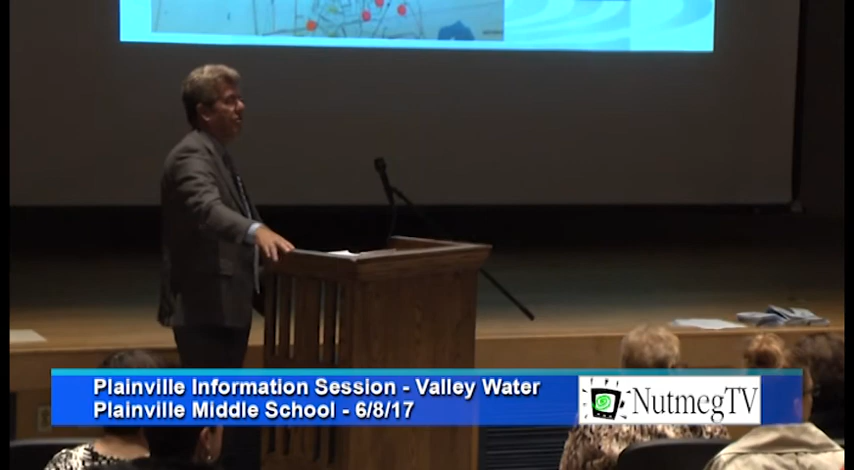 Plainville Information Session - Valley Water
Plainville Middle School - 6/8/17
NutmegTV